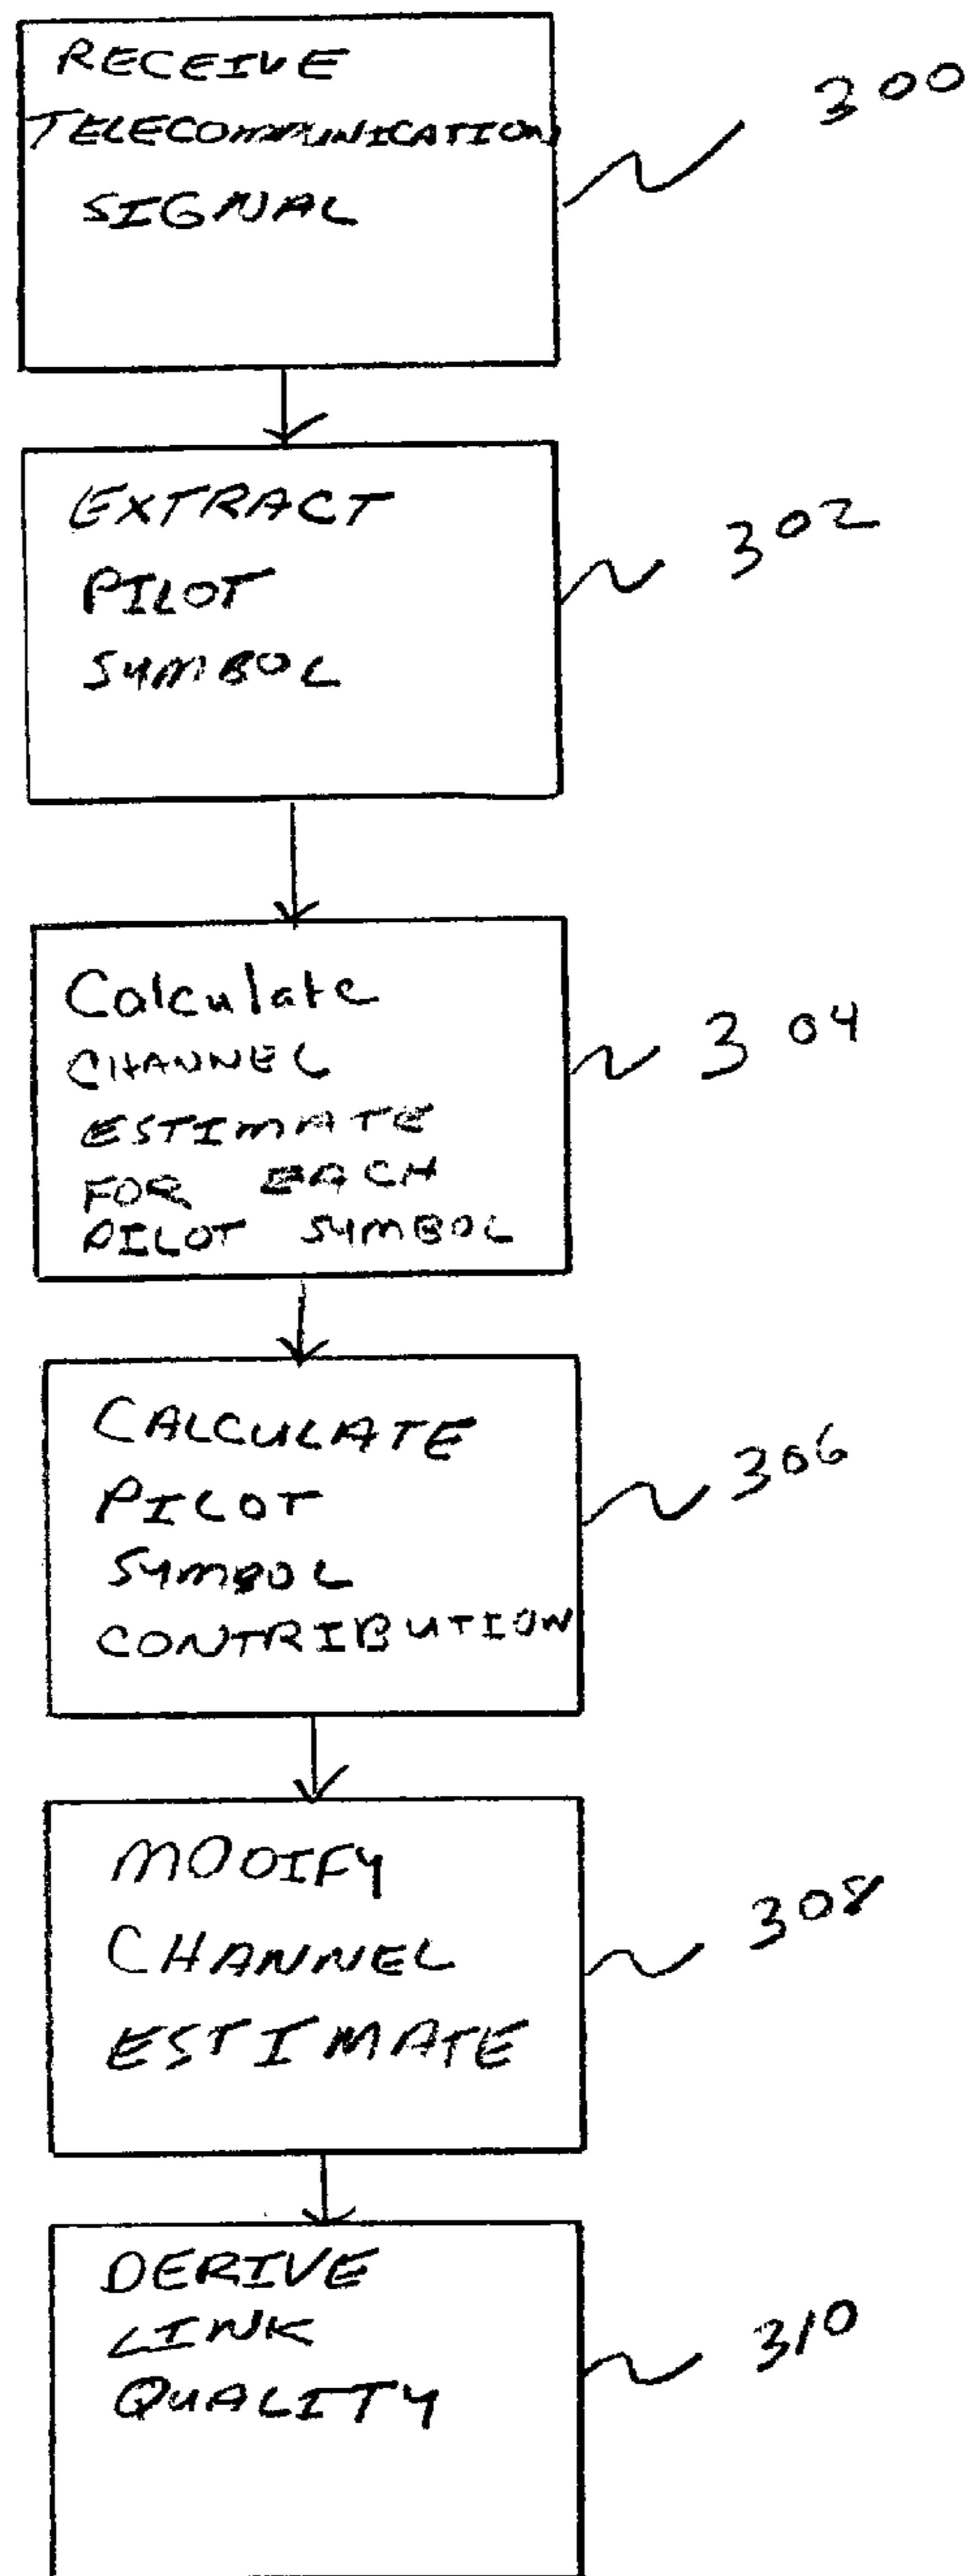 RECEIVE
TELECOMMUNICATION
SIGNAL
300
EXTRACT
PILOT
SYMBOL
302
Calculate
CHANNEL
ESTIMATE
FOR EACH
PILOT SYMBOL
304
CALCULATE
PILOT
SYMBOL
CONTRIBUTION
306
MODIFY
CHANNEL
ESTIMATE
308
DERIVE
LINK
QUALITY
310